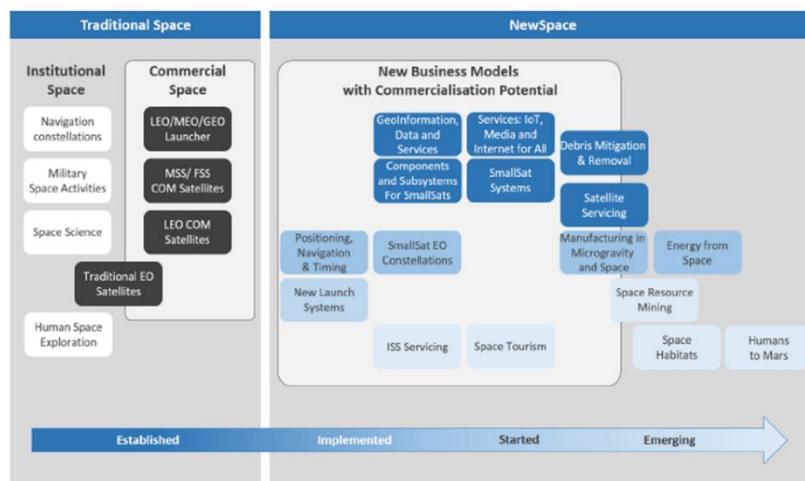 Traditional Space
NewSpace
Institutional
Space
Commercial
Space
New Business Models
with Commercialisation Potential
Navigation
constellations
LEO/MEO/GEO
Launcher
GeoInformation,
Data and
Services
Services: IoT,
Media and
Internet for All
Debris Mitigation
& Removal
Military
Space Activities
MSS/ FSS
COM Satellites
Components
and Subsystems
For SmallSats
SmallSat
Systems
Satellite
Servicing
Space Science
LEO COM
Satellites
Positioning,
Navigation
& Timing
SmallSat EO
Constellations
Manufacturing in
Microgravity
and Space
Energy from
Space
Traditional EO
Satellites
New Launch
Systems
Space Resource
Mining
Human Space
Exploration
ISS Servicing
Space Tourism
Space
Habitats
Humans
to Mars
Established
Implemented
Started
Emerging